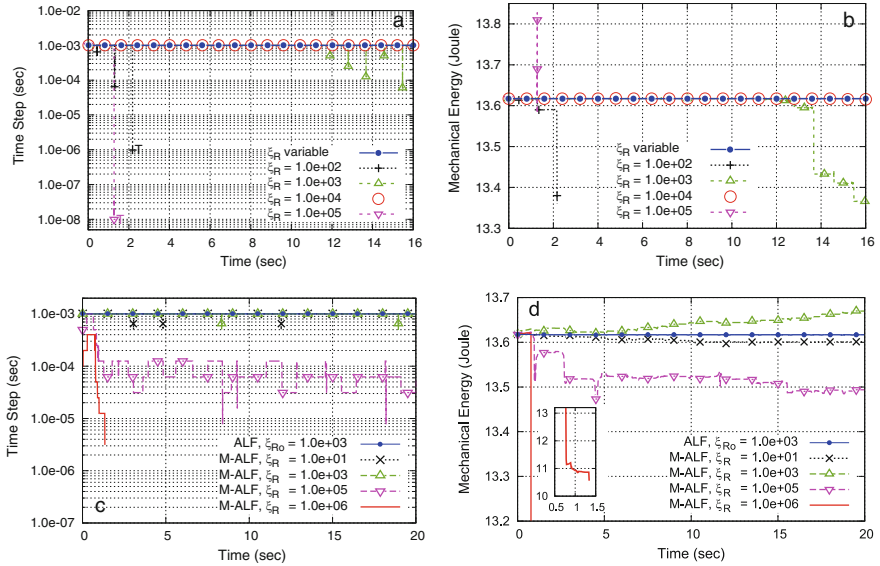 a
1.0e-02
1.0e-03
1.0e-04
1.0e-05
1.0e-06
1.0e-07
1.0e-08
Time Step (sec)
ξR variable
ξR = 1.0e+02
ξR = 1.0e+03
ξR = 1.0e+04
ξR = 1.0e+05
0 2 4 6 8 10 12 14 16
Time (sec)
b
13.8
13.7
13.6
13.5
13.4
13.3
Mechanical Energy (Joule)
ξR variable
ξR = 1.0e+02
ξR = 1.0e+03
ξR = 1.0e+04
ξR = 1.0e+05
0 2 4 6 8 10 12 14 16
Time (sec)
1.0e-03
1.0e-04
1.0e-05
1.0e-06
1.0e-07
Time Step (sec)
ALF, ξRo = 1.0e+03
M-ALF, ξR = 1.0e+01
M-ALF, ξR = 1.0e+03
M-ALF, ξR = 1.0e+05
M-ALF, ξR = 1.0e+06
c
0 5 10 15 20
Time (sec)
d
13.7
13.6
13.5
13.4
13.3
13.2
Mechanical Energy (Joule)
13
12
11
10
0.5 1 1.5
ALF, ξRo = 1.0e+03
M-ALF, ξR = 1.0e+01
M-ALF, ξR = 1.0e+03
M-ALF, ξR = 1.0e+05
M-ALF, ξR = 1.0e+06
0 2 4 6 8 10 12 14 16 18 20
Time (sec)